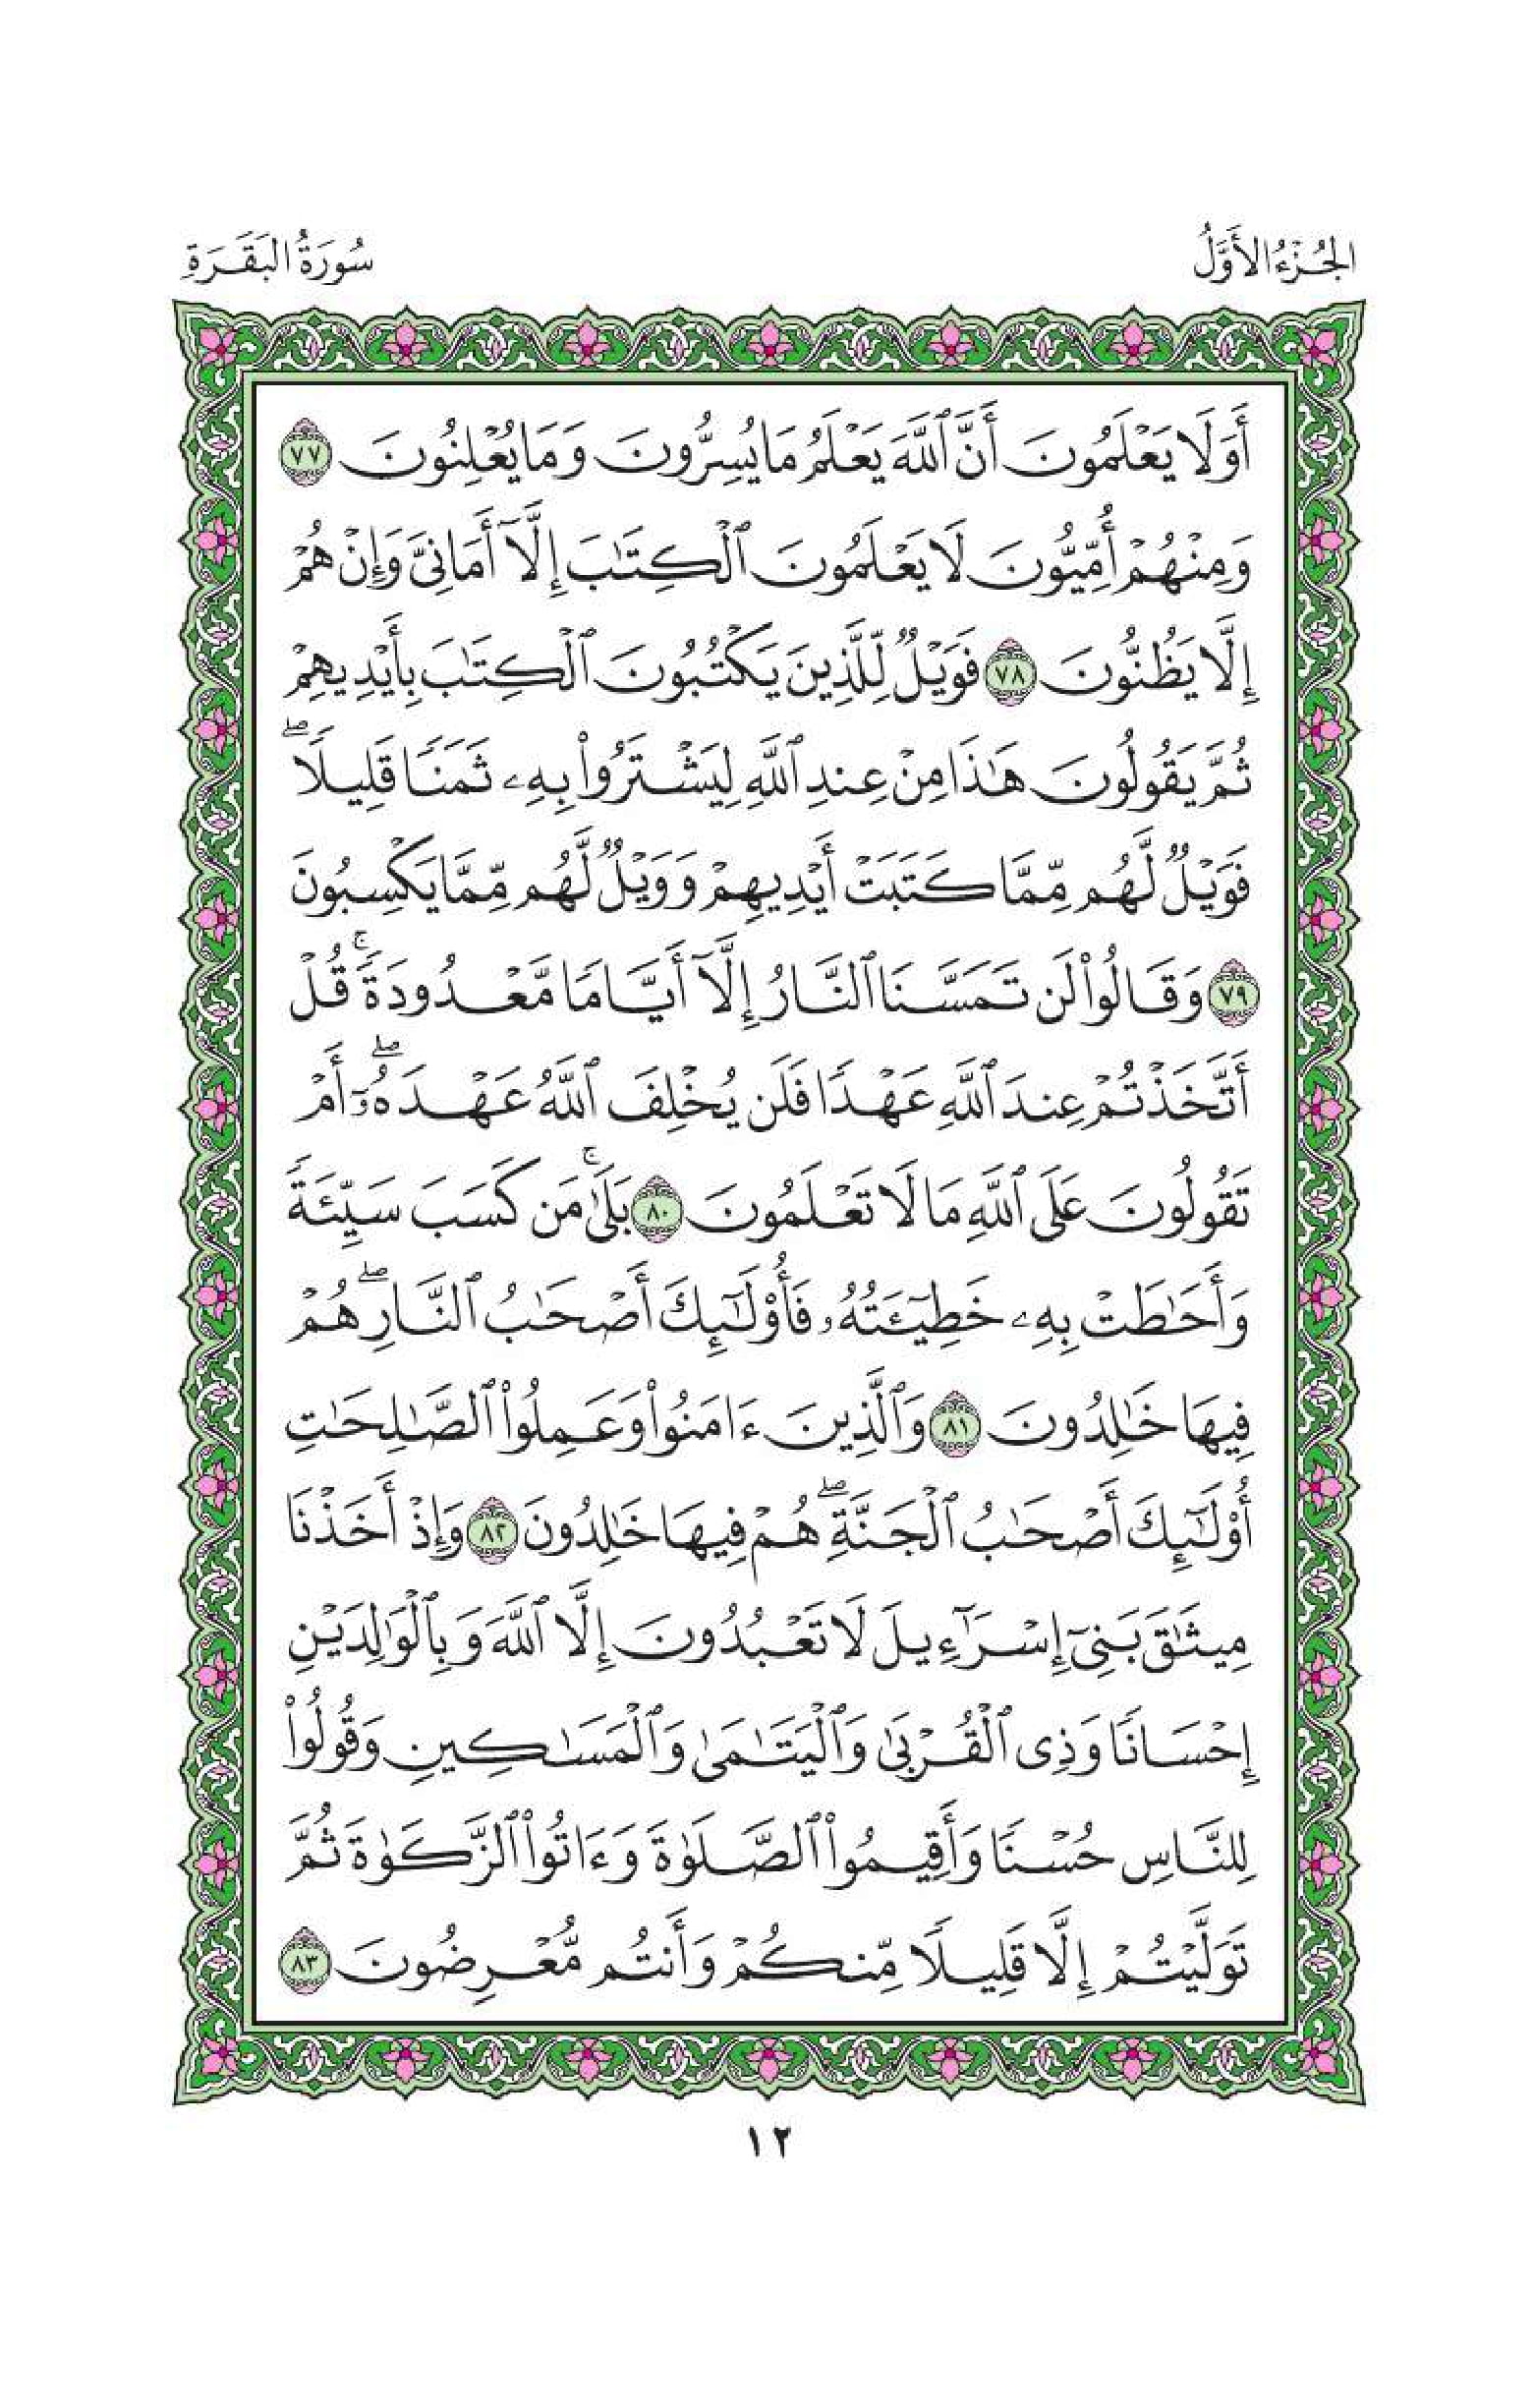 الجُزْءُ الأَوَّلُ
سُورَةُ البَقَرَةِ
أَوَلَا يَعْلَمُونَ أَنَّ ٱللَّهَ يَعْلَمُ مَا يُسِرُّونَ وَمَا يُعْلِنُونَ ٧٧
وَمِنْهُمْ أُمِّيُّونَ لَا يَعْلَمُونَ ٱلْكِتَـٰبَ إِلَّآ أَمَانِىَّ وَإِنْ هُمْ
إِلَّا يَظُنُّونَ ٧٨ فَوَيْلٌ لِّلَّذِينَ يَكْتُبُونَ ٱلْكِتَـٰبَ بِأَيْدِيهِمْ
ثُمَّ يَقُولُونَ هَـٰذَا مِنْ عِندِ ٱللَّهِ لِيَشْتَرُوا۟ بِهِۦ ثَمَنًا قَلِيلًا ۖ
فَوَيْلٌ لَّهُم مِّمَّا كَتَبَتْ أَيْدِيهِمْ وَوَيْلٌ لَّهُم مِّمَّا يَكْسِبُونَ
٧٩ وَقَالُوا۟ لَن تَمَسَّنَا ٱلنَّارُ إِلَّآ أَيَّامًا مَّعْدُودَةً ۚ قُلْ
أَتَّخَذْتُمْ عِندَ ٱللَّهِ عَهْدًا فَلَن يُخْلِفَ ٱللَّهُ عَهْدَهُۥٓ ۖ أَمْ
تَقُولُونَ عَلَى ٱللَّهِ مَا لَا تَعْلَمُونَ ٨٠ بَلَىٰ ۚ مَن كَسَبَ سَيِّئَةً
وَأَحَـٰطَتْ بِهِۦ خَطِيٓـَٔتُهُۥ فَأُو۟لَـٰٓئِكَ أَصْحَـٰبُ ٱلنَّارِ ۖ هُمْ
فِيهَا خَـٰلِدُونَ ٨١ وَٱلَّذِينَ ءَامَنُوا۟ وَعَمِلُوا۟ ٱلصَّـٰلِحَـٰتِ
أُو۟لَـٰٓئِكَ أَصْحَـٰبُ ٱلْجَنَّةِ ۖ هُمْ فِيهَا خَـٰلِدُونَ ٨٢ وَإِذْ أَخَذْنَا
مِيثَـٰقَ بَنِىٓ إِسْرَٰٓءِيلَ لَا تَعْبُدُونَ إِلَّا ٱللَّهَ وَبِٱلْوَٰلِدَيْنِ
إِحْسَانًا وَذِى ٱلْقُرْبَىٰ وَٱلْيَتَـٰمَىٰ وَٱلْمَسَـٰكِينِ وَقُولُوا۟
لِلنَّاسِ حُسْنًا وَأَقِيمُوا۟ ٱلصَّلَوٰةَ وَءَاتُوا۟ ٱلزَّكَوٰةَ ثُمَّ
تَوَلَّيْتُمْ إِلَّا قَلِيلًا مِّنكُمْ وَأَنتُم مُّعْرِضُونَ ٨٣
١٢